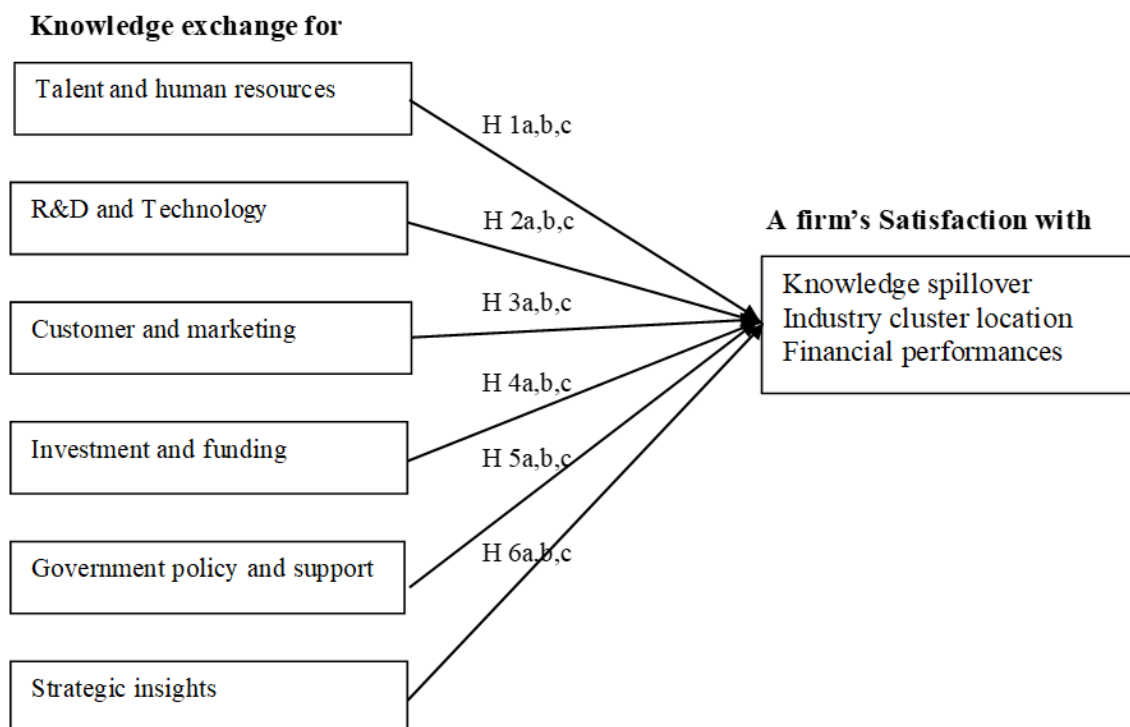 Knowledge exchange for
Talent and human resources
H 1a,b,c
R&D and Technology
H 2a,b,c
A firm’s Satisfaction with
Knowledge spillover
Industry cluster location
Financial performances
Customer and marketing
H 3a,b,c
H 4a,b,c
Investment and funding
H 5a,b,c
Government policy and support
H 6a,b,c
Strategic insights